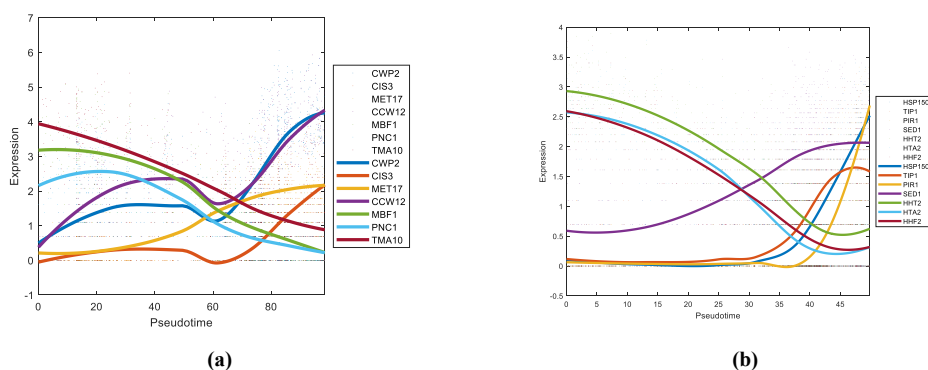 7
6
5
4
3
2
1
0
-1
Expression
0
20
40
60
80
Pseudotime
CWP2
CIS3
MET17
CCW12
MBF1
PNC1
TMA10
CWP2
CIS3
MET17
CCW12
MBF1
PNC1
TMA10
(a)
4
3.5
3
2.5
2
1.5
1
0.5
0
-0.5
Expression
0
5
10
15
20
25
30
35
40
45
Pseudotime
HSP150
TIP1
PIR1
SED1
HHT2
HTA2
HHF2
HSP150
TIP1
PIR1
SED1
HHT2
HTA2
HHF2
(b)